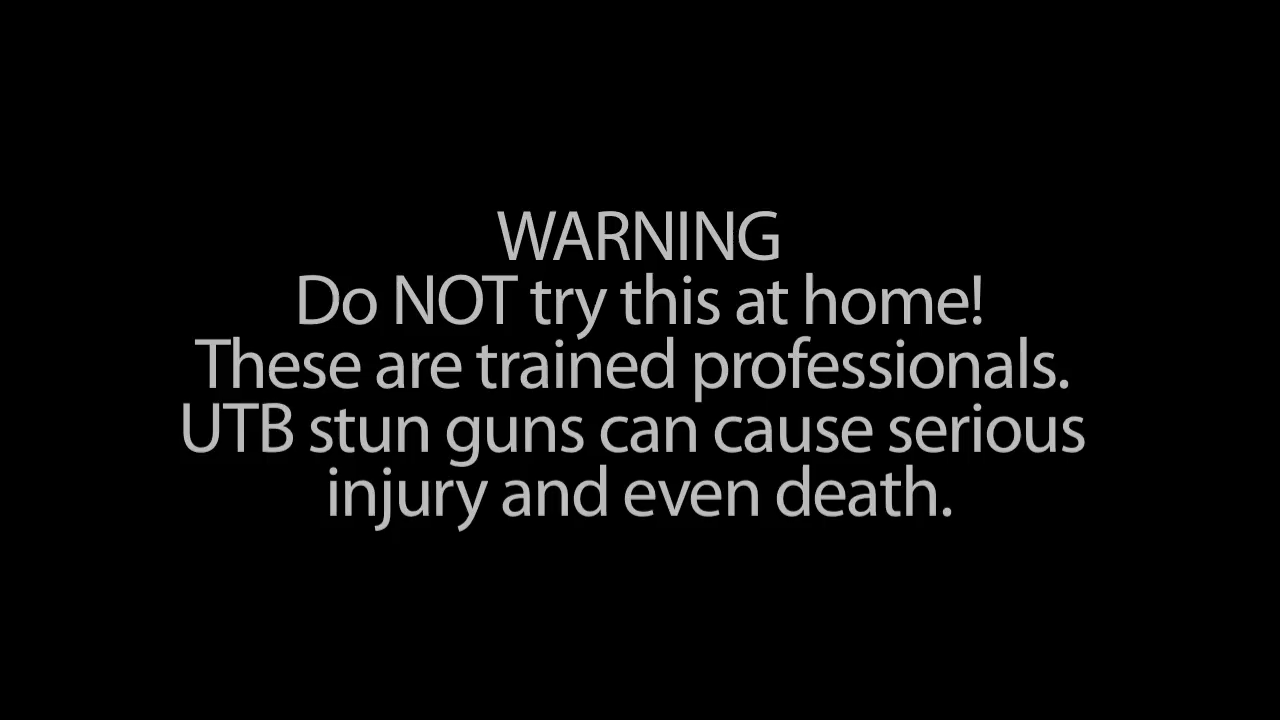 WARNING
Do NOT try this at home!
These are trained professionals.
UTB stun guns can cause serious
injury and even death.